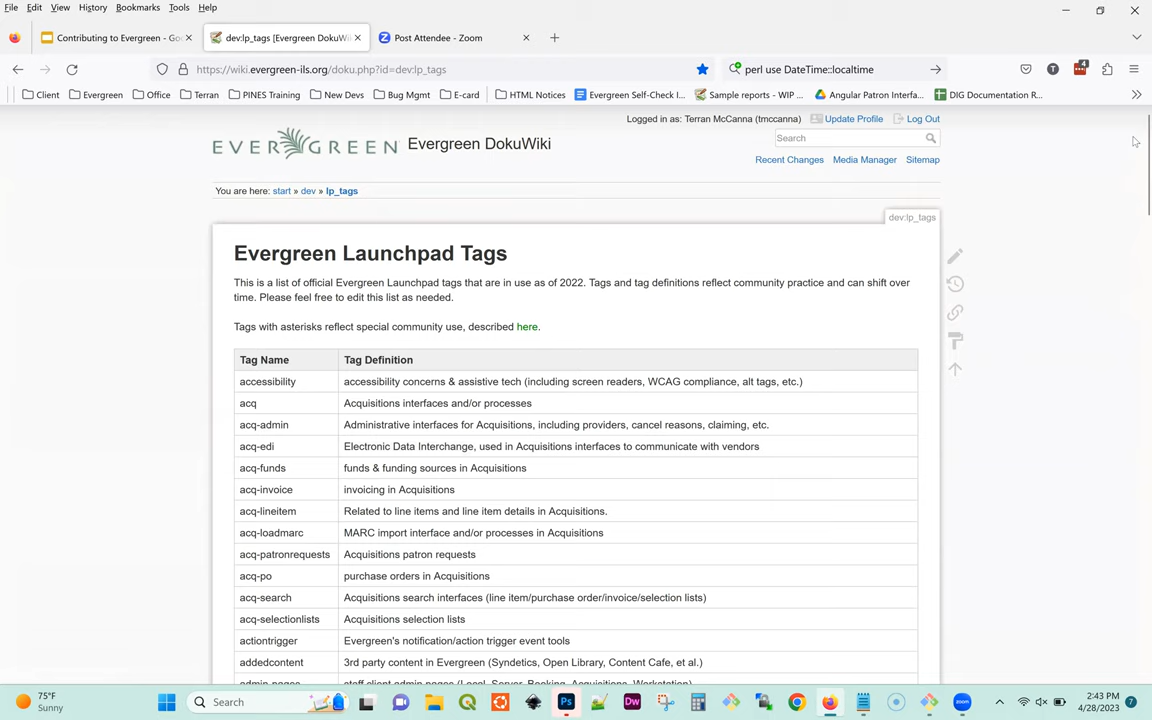 File Edit View History Bookmarks Tools Help
Contributing to Evergreen - Go
dev:lp_tags [Evergreen DokuWi
Post Attendee - Zoom
https://wiki.evergreen-ils.org/doku.php?id=dev:lp_tags
perl use DateTime::localtime
4
Client Evergreen Office Terran PINES Training New Devs Bug Mgmt E-card HTML Notices Evergreen Self-Check I... Sample reports - WIP ... Angular Patron Interfa... DIG Documentation R...
Logged in as: Terran McCanna (tmccanna) Update Profile Log Out
EVERGREEN Evergreen DokuWiki
Search
Recent Changes Media Manager Sitemap
You are here: start » dev » lp_tags
dev:lp_tags
Evergreen Launchpad Tags
This is a list of official Evergreen Launchpad tags that are in use as of 2022. Tags and tag definitions reflect community practice and can shift over
time. Please feel free to edit this list as needed.
Tags with asterisks reflect special community use, described here.
Tag Name Tag Definition
accessibility accessibility concerns & assistive tech (including screen readers, WCAG compliance, alt tags, etc.)
acq Acquisitions interfaces and/or processes
acq-admin Administrative interfaces for Acquisitions, including providers, cancel reasons, claiming, etc.
acq-edi Electronic Data Interchange, used in Acquisitions interfaces to communicate with vendors
acq-funds funds & funding sources in Acquisitions
acq-invoice invoicing in Acquisitions
acq-lineitem Related to line items and line item details in Acquisitions.
acq-loadmarc MARC import interface and/or processes in Acquisitions
acq-patronrequests Acquisitions patron requests
acq-po purchase orders in Acquisitions
acq-search Acquisitions search interfaces (line item/purchase order/invoice/selection lists)
acq-selectionlists Acquisitions selection lists
actiontrigger Evergreen's notification/action trigger event tools
addedcontent 3rd party content in Evergreen (Syndetics, Open Library, Content Cafe, et al.)
admin-pages staff client admin pages (Local, Server, Booking, Acquisitions, Workstation)
75°F
Sunny
Search
2:43 PM
4/28/2023